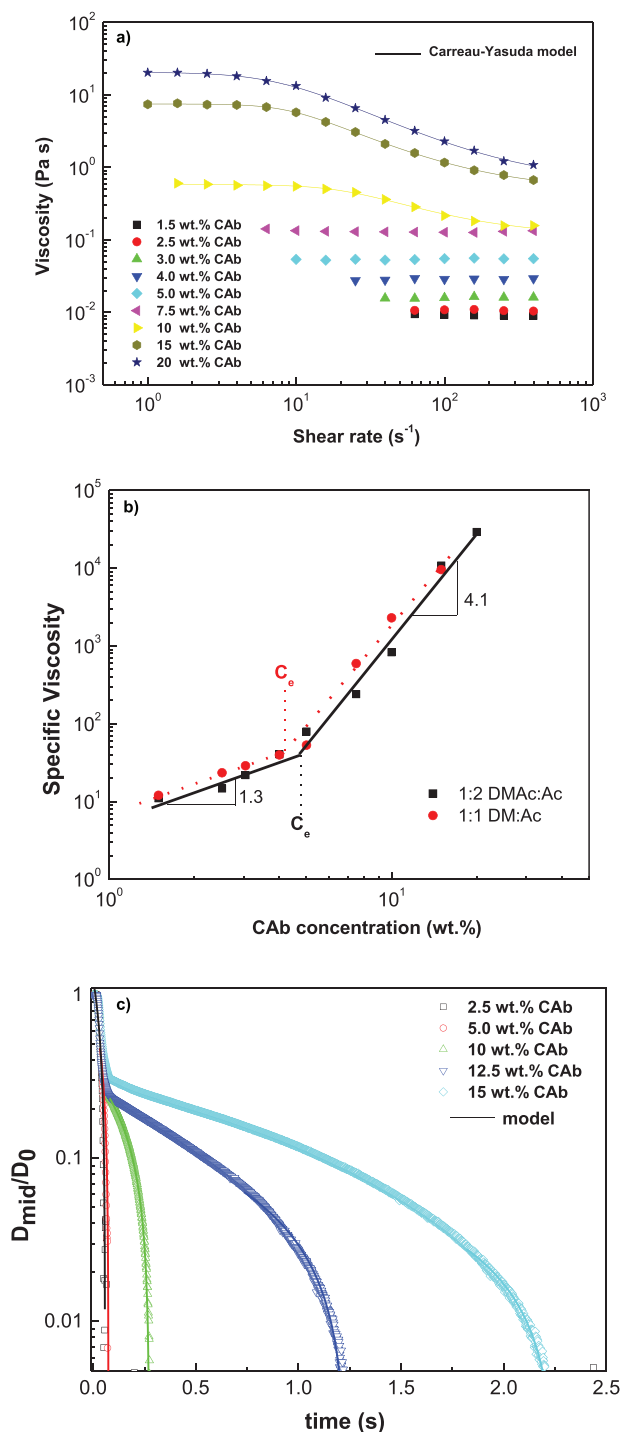 a)
Carreau-Yasuda model
10²
10¹
10⁰
10⁻¹
10⁻²
10⁻³
Viscosity (Pa s)
1.5 wt.% CAb
2.5 wt.% CAb
3.0 wt.% CAb
4.0 wt.% CAb
5.0 wt.% CAb
7.5 wt.% CAb
10 wt.% CAb
15 wt.% CAb
20 wt.% CAb
10⁰ 10¹ 10² 10³
Shear rate (s⁻¹)
b)
10⁵
10⁴
10³
10²
10¹
10⁰
Specific Viscosity
4.1
Cₑ
1.3
Cₑ
1:2 DMAc:Ac
1:1 DM:Ac
10⁰ 10¹
CAb concentration (wt.%)
c)
1
0.1
0.01
D_mid/D₀
2.5 wt.% CAb
5.0 wt.% CAb
10 wt.% CAb
12.5 wt.% CAb
15 wt.% CAb
model
0.0 0.5 1.0 1.5 2.0 2.5
time (s)